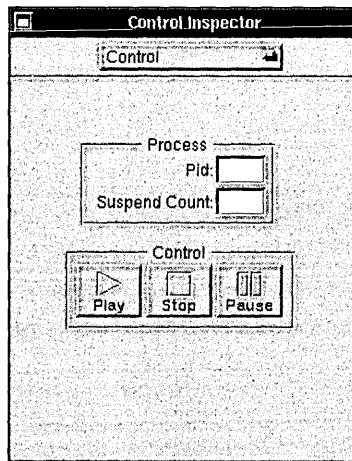 Control Inspector
Control
Process
Pid:
Suspend Count:
Control
Play Stop Pause